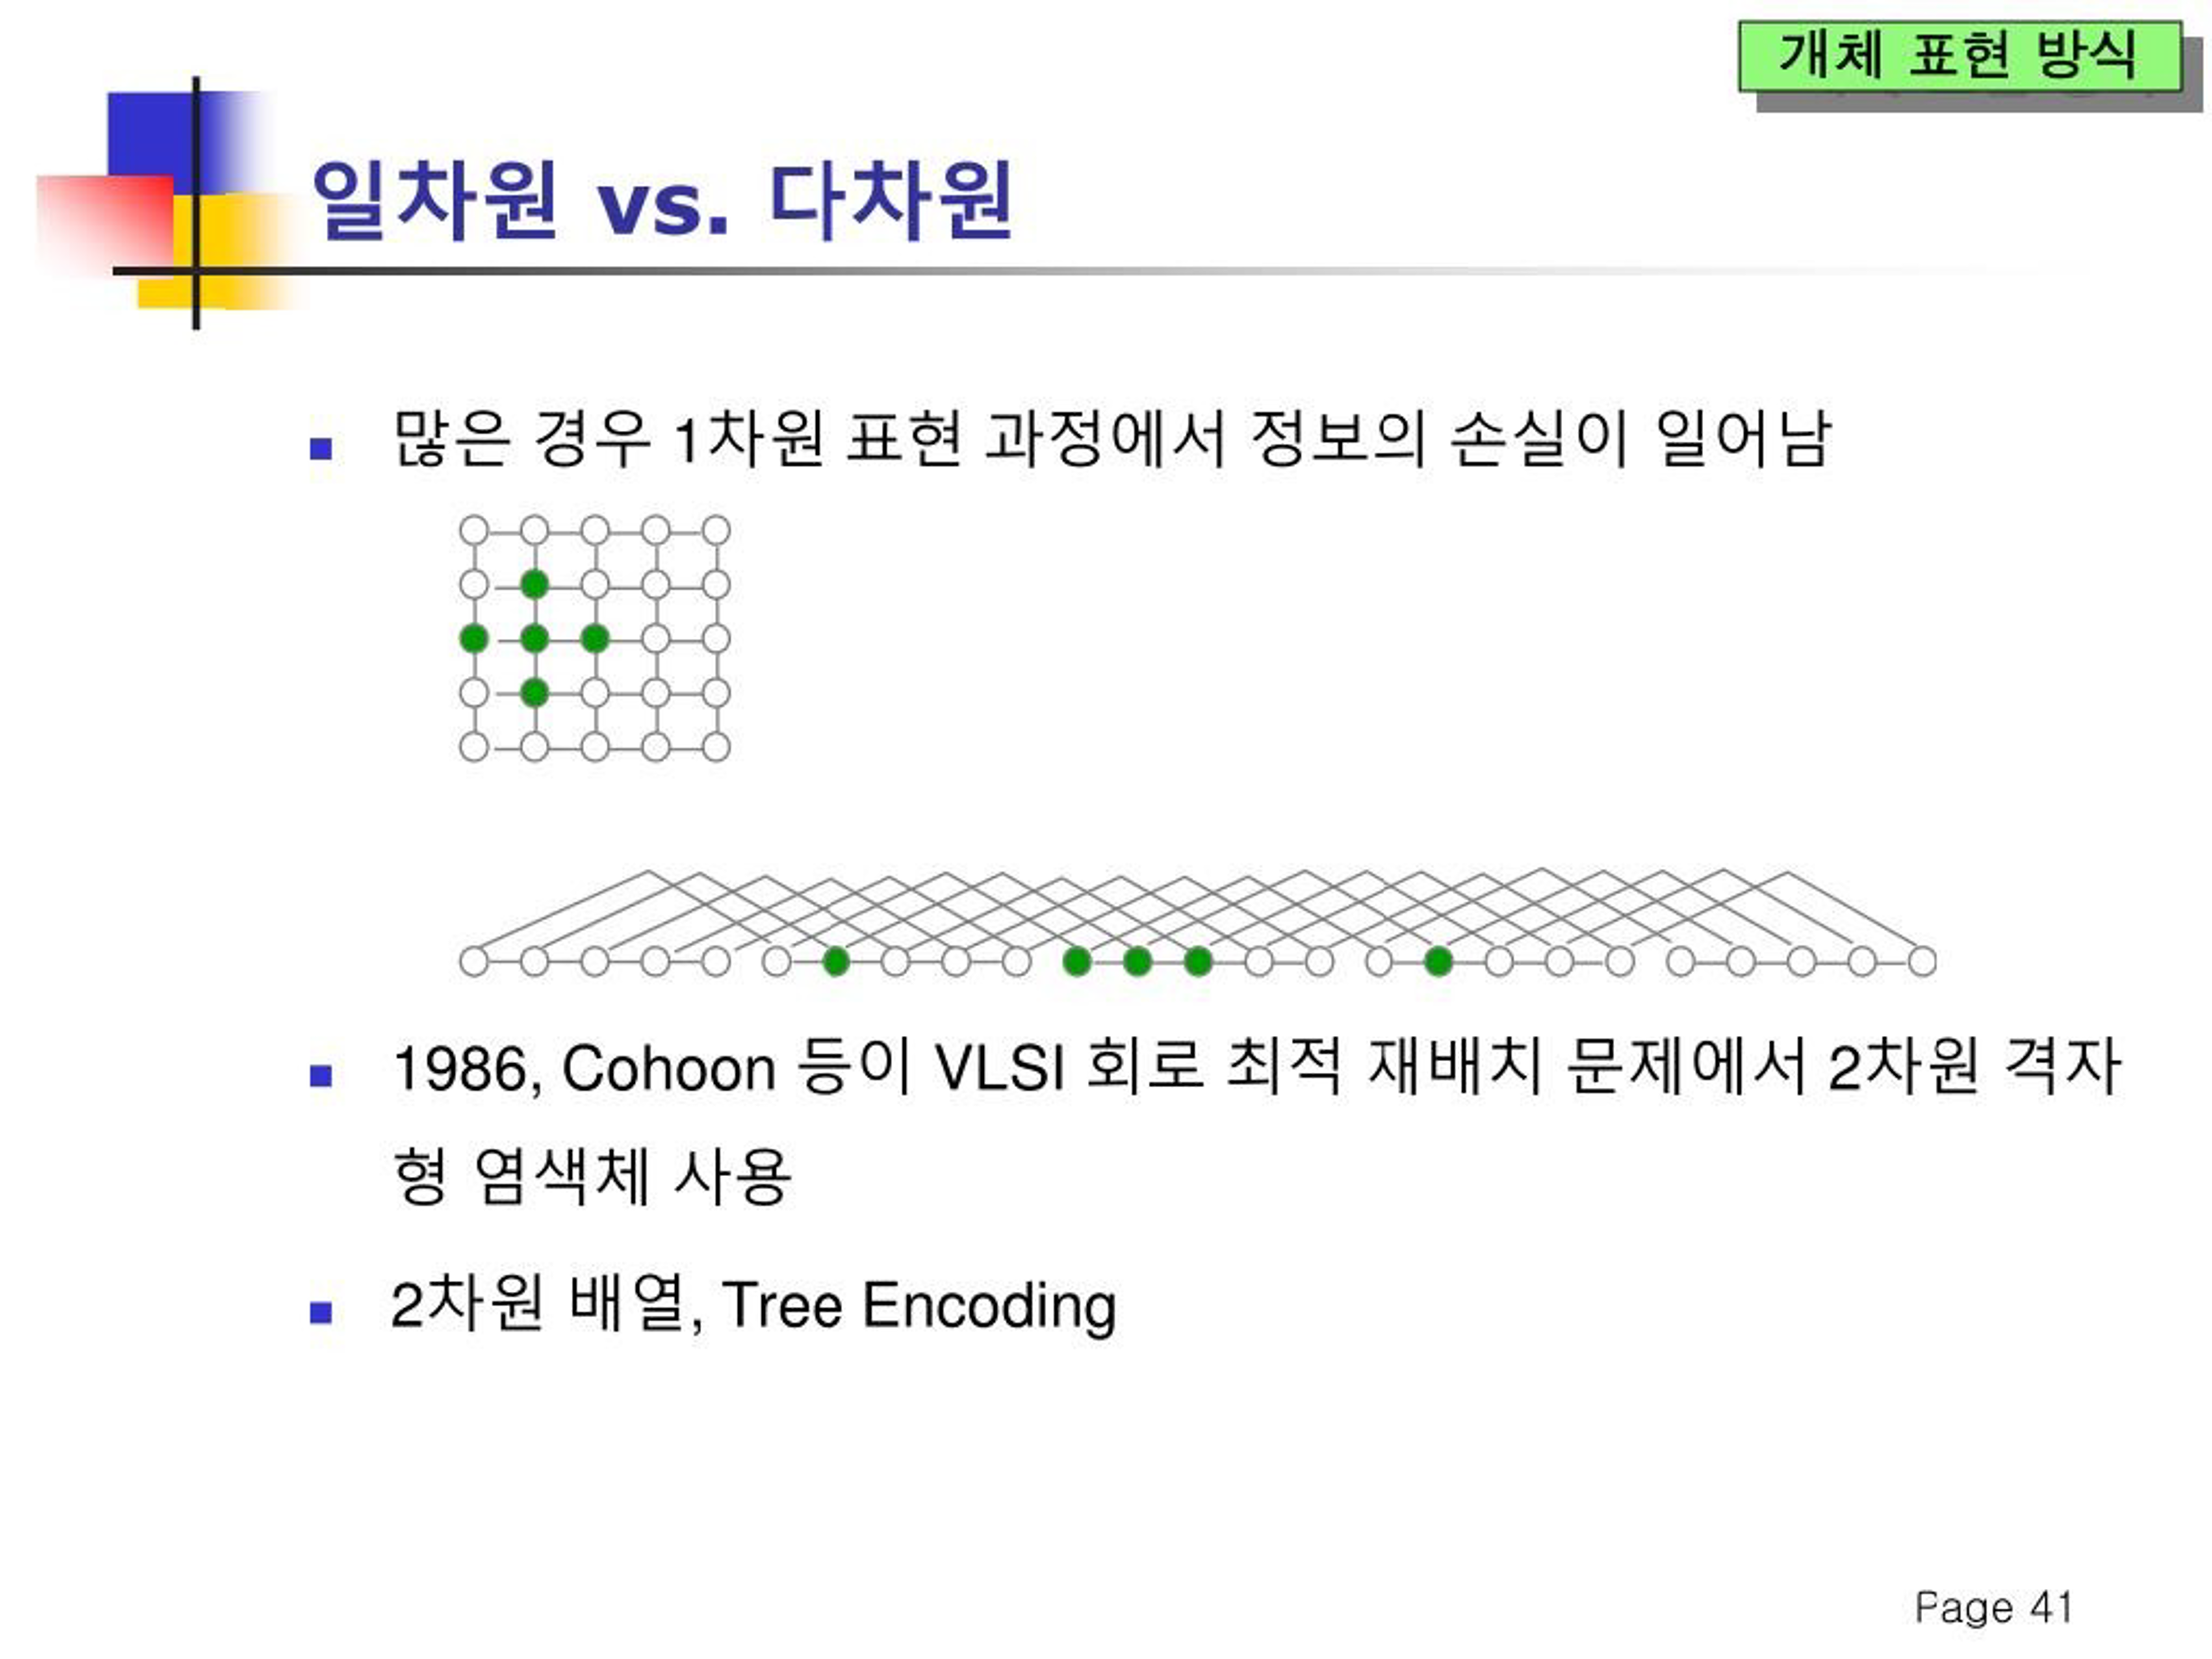 개체 표현 방식
일차원 vs. 다차원
많은 경우 1차원 표현 과정에서 정보의 손실이 일어남
1986, Cohoon 등이 VLSI 회로 최적 재배치 문제에서 2차원 격자
형 염색체 사용
2차원 배열, Tree Encoding
Page 41